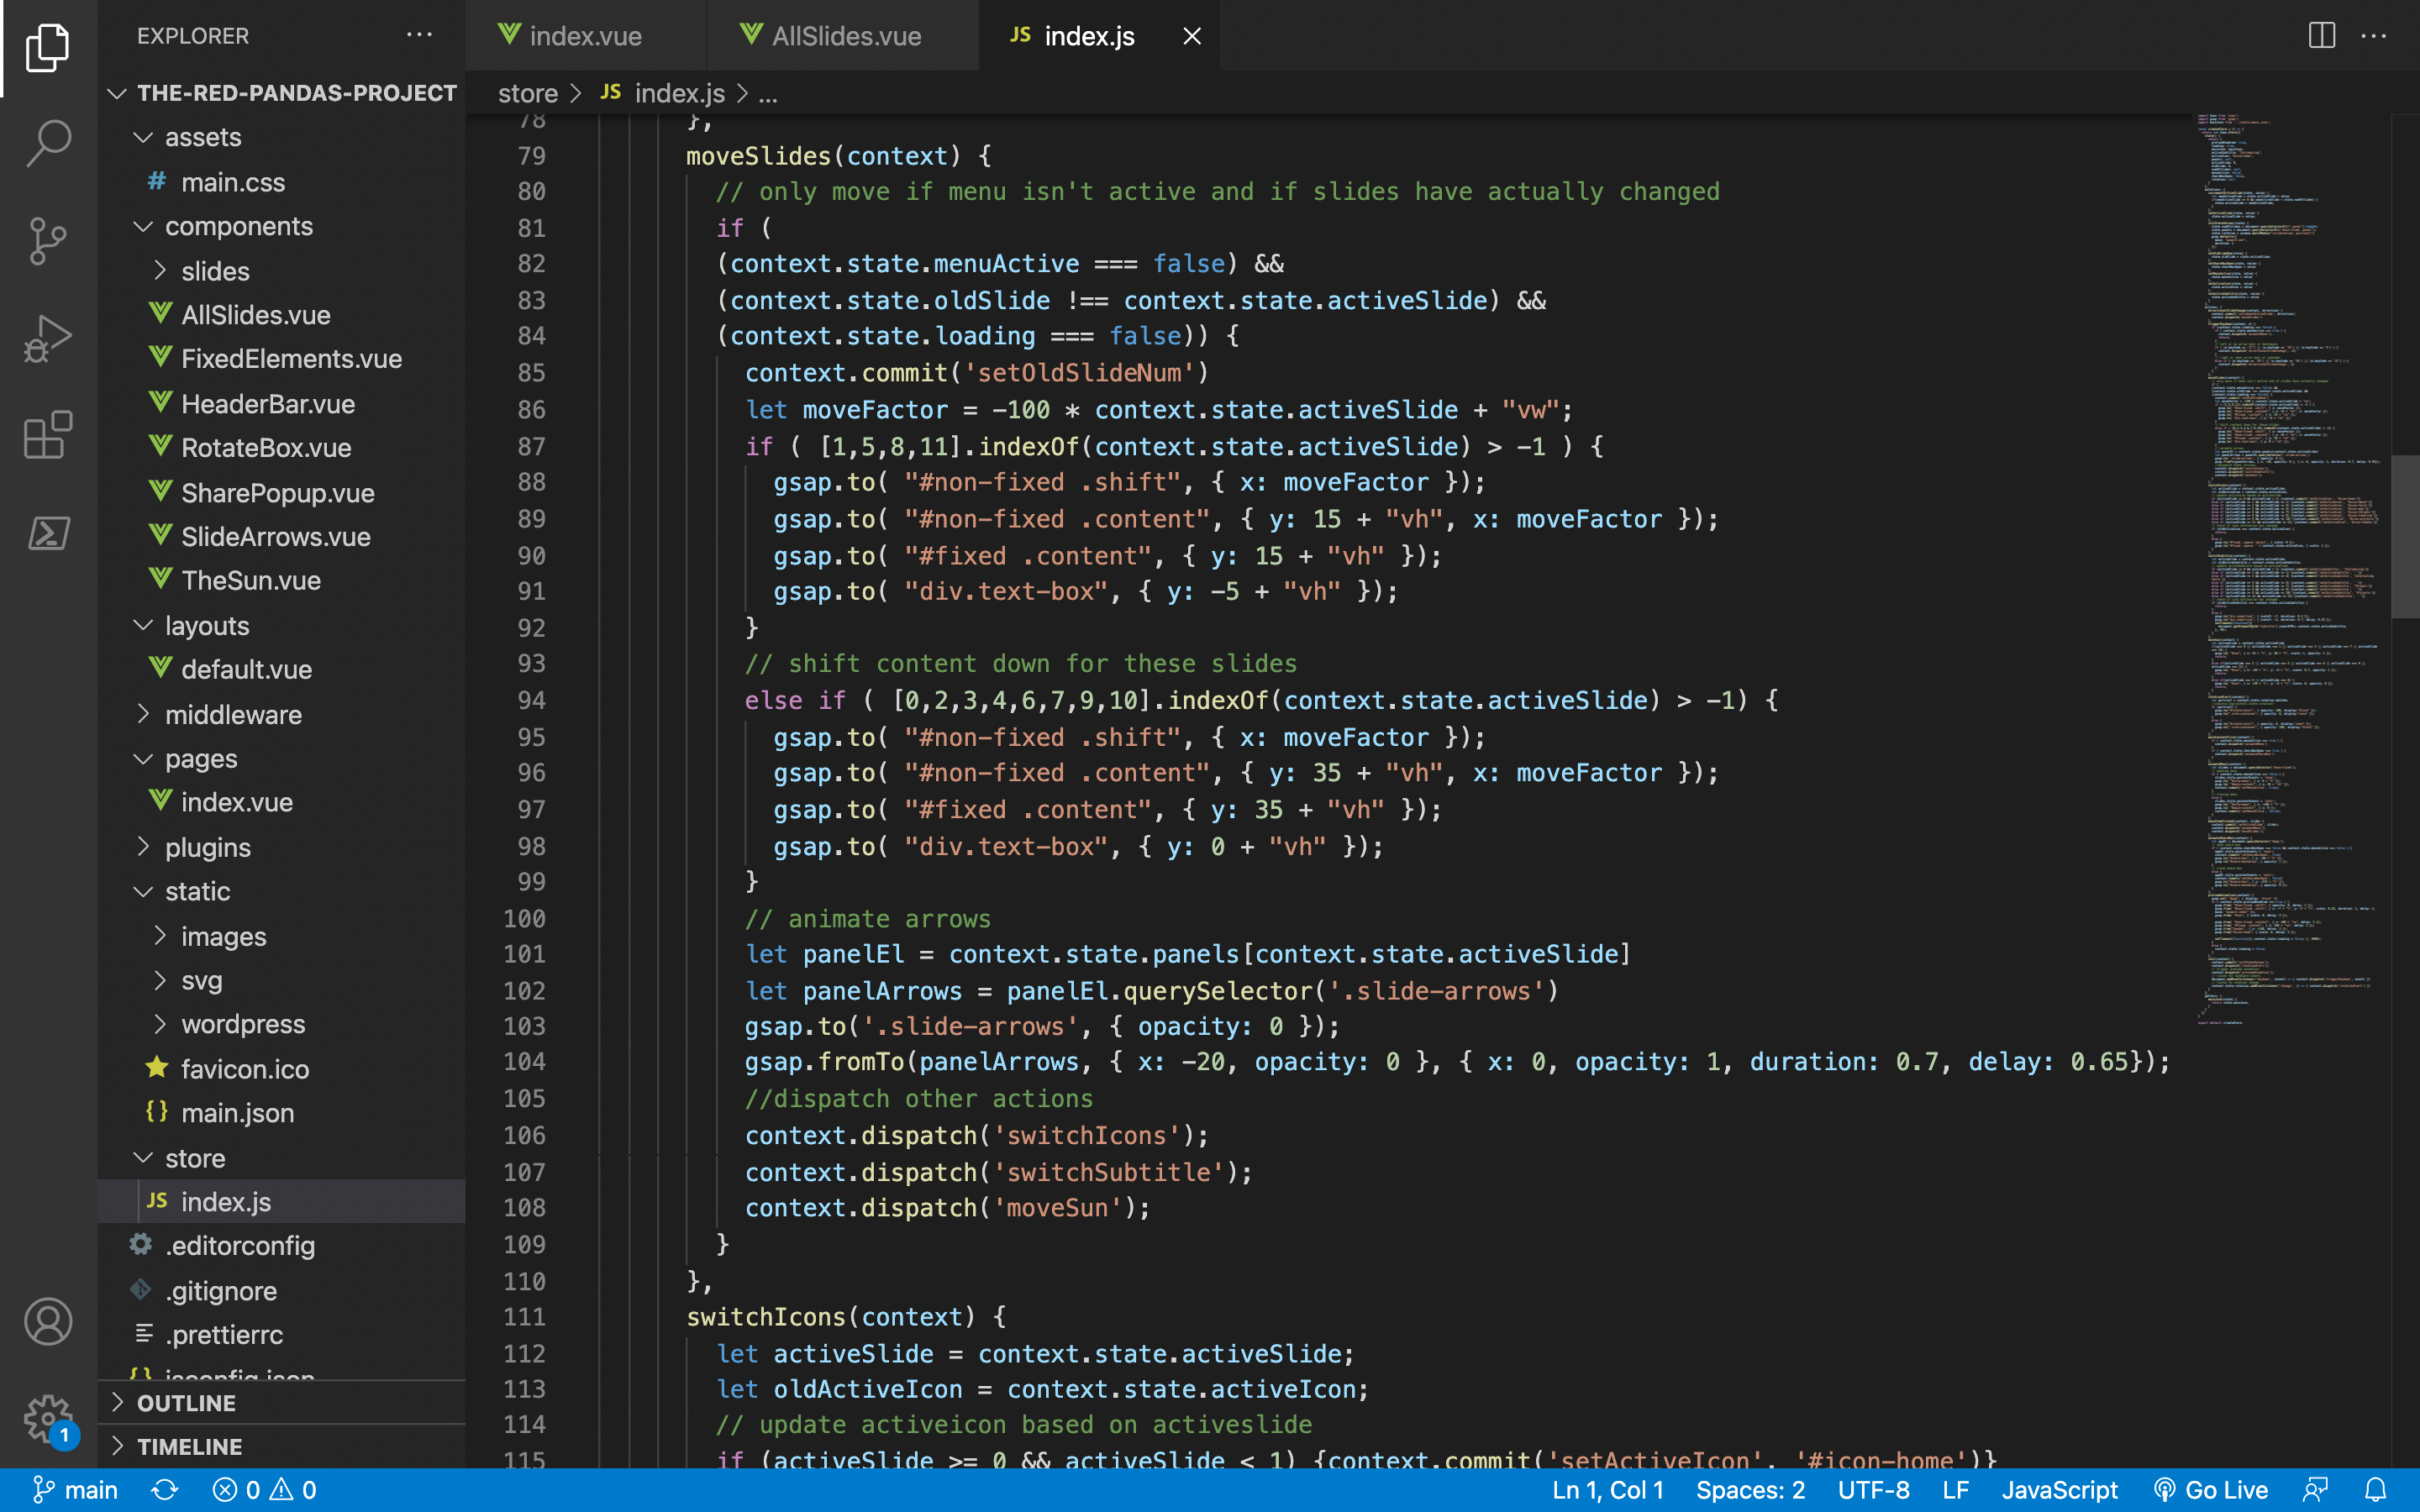 EXPLORER
THE-RED-PANDAS-PROJECT
assets
# main.css
components
slides
AllSlides.vue
FixedElements.vue
HeaderBar.vue
RotateBox.vue
SharePopup.vue
SlideArrows.vue
TheSun.vue
layouts
default.vue
middleware
pages
index.vue
plugins
static
images
svg
wordpress
favicon.ico
{} main.json
store
JS index.js
.editorconfig
.gitignore
.prettierrc
{} jsconfig.json
OUTLINE
TIMELINE
1
index.vue
AllSlides.vue
JS index.js
store > JS index.js > ...
78 },
79 moveSlides(context) {
80 // only move if menu isn't active and if slides have actually changed
81 if (
82 (context.state.menuActive === false) &&
83 (context.state.oldSlide !== context.state.activeSlide) &&
84 (context.state.loading === false)) {
85 context.commit('setOldSlideNum')
86 let moveFactor = -100 * context.state.activeSlide + "vw";
87 if ( [1,5,8,11].indexOf(context.state.activeSlide) > -1 ) {
88 gsap.to( "#non-fixed .shift", { x: moveFactor });
89 gsap.to( "#non-fixed .content", { y: 15 + "vh", x: moveFactor });
90 gsap.to( "#fixed .content", { y: 15 + "vh" });
91 gsap.to( "div.text-box", { y: -5 + "vh" });
92 }
93 // shift content down for these slides
94 else if ( [0,2,3,4,6,7,9,10].indexOf(context.state.activeSlide) > -1) {
95 gsap.to( "#non-fixed .shift", { x: moveFactor });
96 gsap.to( "#non-fixed .content", { y: 35 + "vh", x: moveFactor });
97 gsap.to( "#fixed .content", { y: 35 + "vh" });
98 gsap.to( "div.text-box", { y: 0 + "vh" });
99 }
100 // animate arrows
101 let panelEl = context.state.panels[context.state.activeSlide]
102 let panelArrows = panelEl.querySelector('.slide-arrows')
103 gsap.to('.slide-arrows', { opacity: 0 });
104 gsap.fromTo(panelArrows, { x: -20, opacity: 0 }, { x: 0, opacity: 1, duration: 0.7, delay: 0.65});
105 //dispatch other actions
106 context.dispatch('switchIcons');
107 context.dispatch('switchSubtitle');
108 context.dispatch('moveSun');
109 }
110 },
111 switchIcons(context) {
112 let activeSlide = context.state.activeSlide;
113 let oldActiveIcon = context.state.activeIcon;
114 // update activeicon based on activeslide
115 if (activeSlide >= 0 && activeSlide < 1) {context.commit('setActiveIcon', '#icon-home')}
main 0 0 Ln 1, Col 1 Spaces: 2 UTF-8 LF JavaScript Go Live